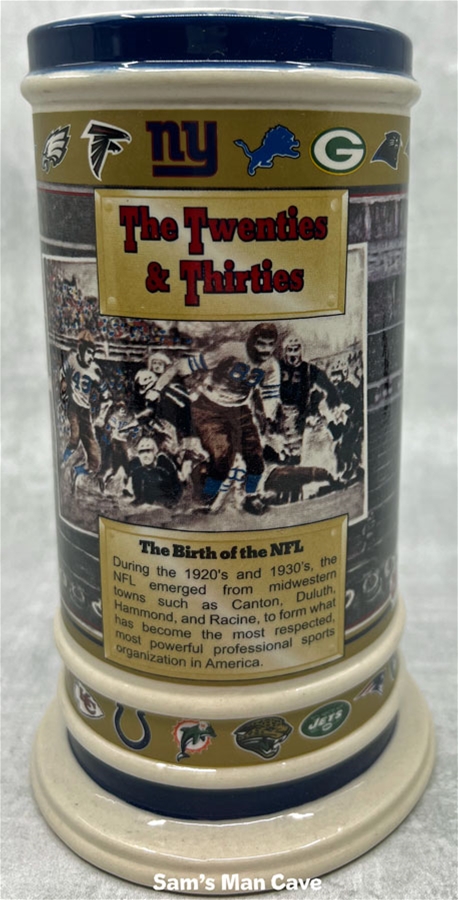 ny
G
The Twenties
& Thirties
The Birth of the NFL
During the 1920's and 1930's, the
NFL emerged from midwestern
towns such as Canton, Duluth,
Hammond, and Racine, to form what
has become the most respected,
most powerful professional sports
organization in America.
KC
JETS
Sam's Man Cave